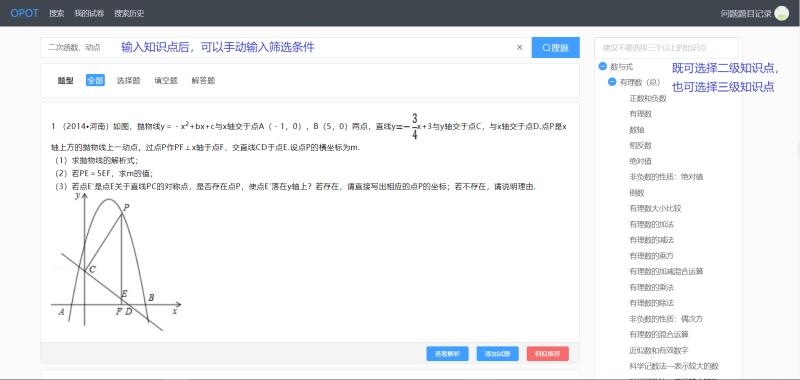 OPOT 搜索 我的试卷 搜索历史 问题题目记录
二次函数、动点 输入知识点后，可以手动输入筛选条件 × 搜题
题型 全部 选择题 填空题 解答题
1 （2014•河南）如图，抛物线y＝－x²+bx+c与x轴交于点A（－1，0），B（5，0）两点，直线y=−3/4x+3与y轴交于点C，与x轴交于点D.点P是x
轴上方的抛物线上一动点，过点P作PF⊥x轴于点F，交直线CD于点E.设点P的横坐标为m.
（1）求抛物线的解析式；
（2）若PE＝5EF，求m的值；
（3）若点E′是点E关于直线PC的对称点，是否存在点P，使点E′落在y轴上？若存在，请直接写出相应的点P的坐标；若不存在，请说明理由.
y
P
C
E
B
A F D x
查看解析 添加试题 相似推荐
建议不要选择三个以上的知识点
数与式
既可选择二级知识点，
有理数（总）
也可选择三级知识点
正数和负数
有理数
数轴
相反数
绝对值
非负数的性质：绝对值
倒数
有理数大小比较
有理数的加法
有理数的减法
有理数的乘方
有理数的加减混合运算
有理数的乘法
有理数的除法
非负数的性质：偶次方
有理数的混合运算
近似数和有效数字
科学记数法—表示较大的数